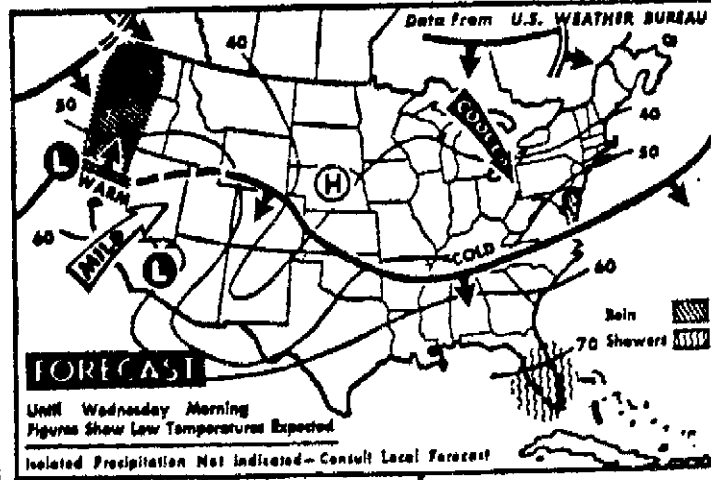 Data From U.S. WEATHER BUREAU
40
50
COOLER
40
50
L
WARM
H
60
MILD
L
COLD
60
Rain
70 Showers
FORECAST
Until Wednesday Morning
Figures Show Low Temperatures Expected
Isolated Precipitation Not Indicated - Consult Local Forecast